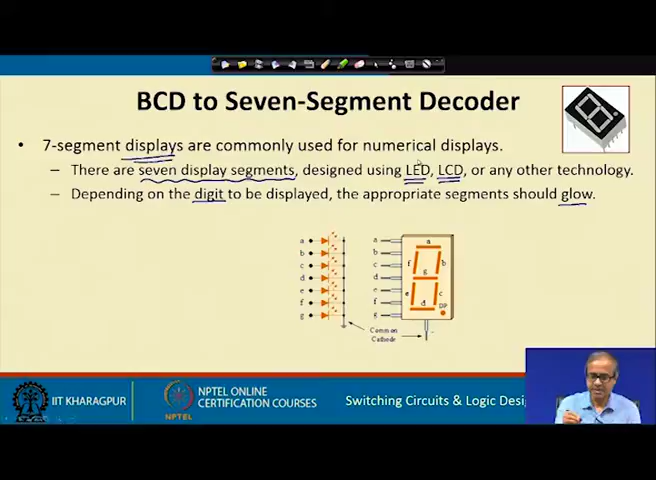 BCD to Seven-Segment Decoder
• 7-segment displays are commonly used for numerical displays.
– There are seven display segments, designed using LED, LCD, or any other technology.
– Depending on the digit to be displayed, the appropriate segments should glow.
a
b
c
d
e
f
g
a
b
c
d
e
f
g
a
f
b
g
e
c
d
DP
Common
Cathode
IIT KHARAGPUR
NPTEL
NPTEL ONLINE
CERTIFICATION COURSES
Switching Circuits & Logic Desig